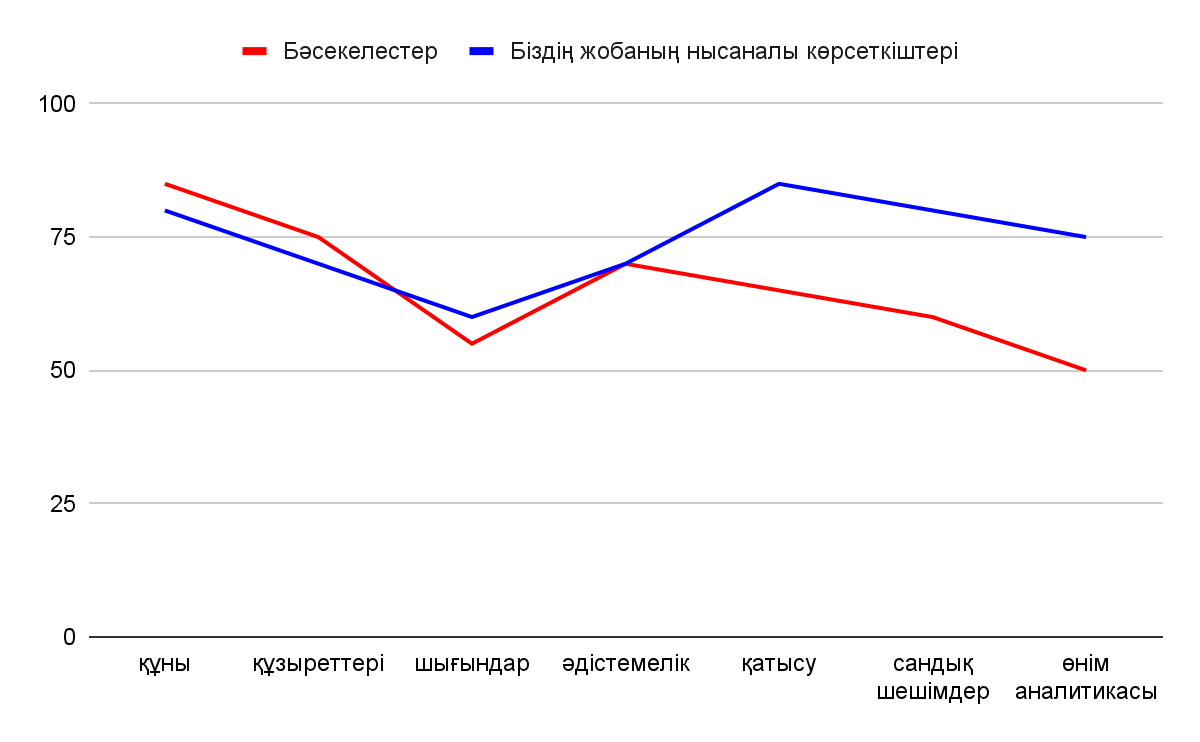 Бәсекелестер Біздің жобаның нысаналы көрсеткіштері
100
75
50
25
0
құны құзыреттері шығындар әдістемелік қатысу сандық өнім
шешімдер аналитикасы